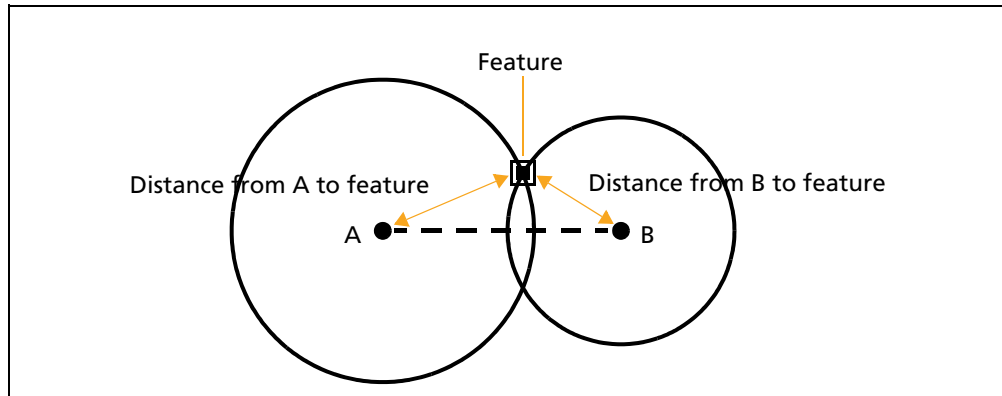 Feature
Distance from A to feature
Distance from B to feature
A
B